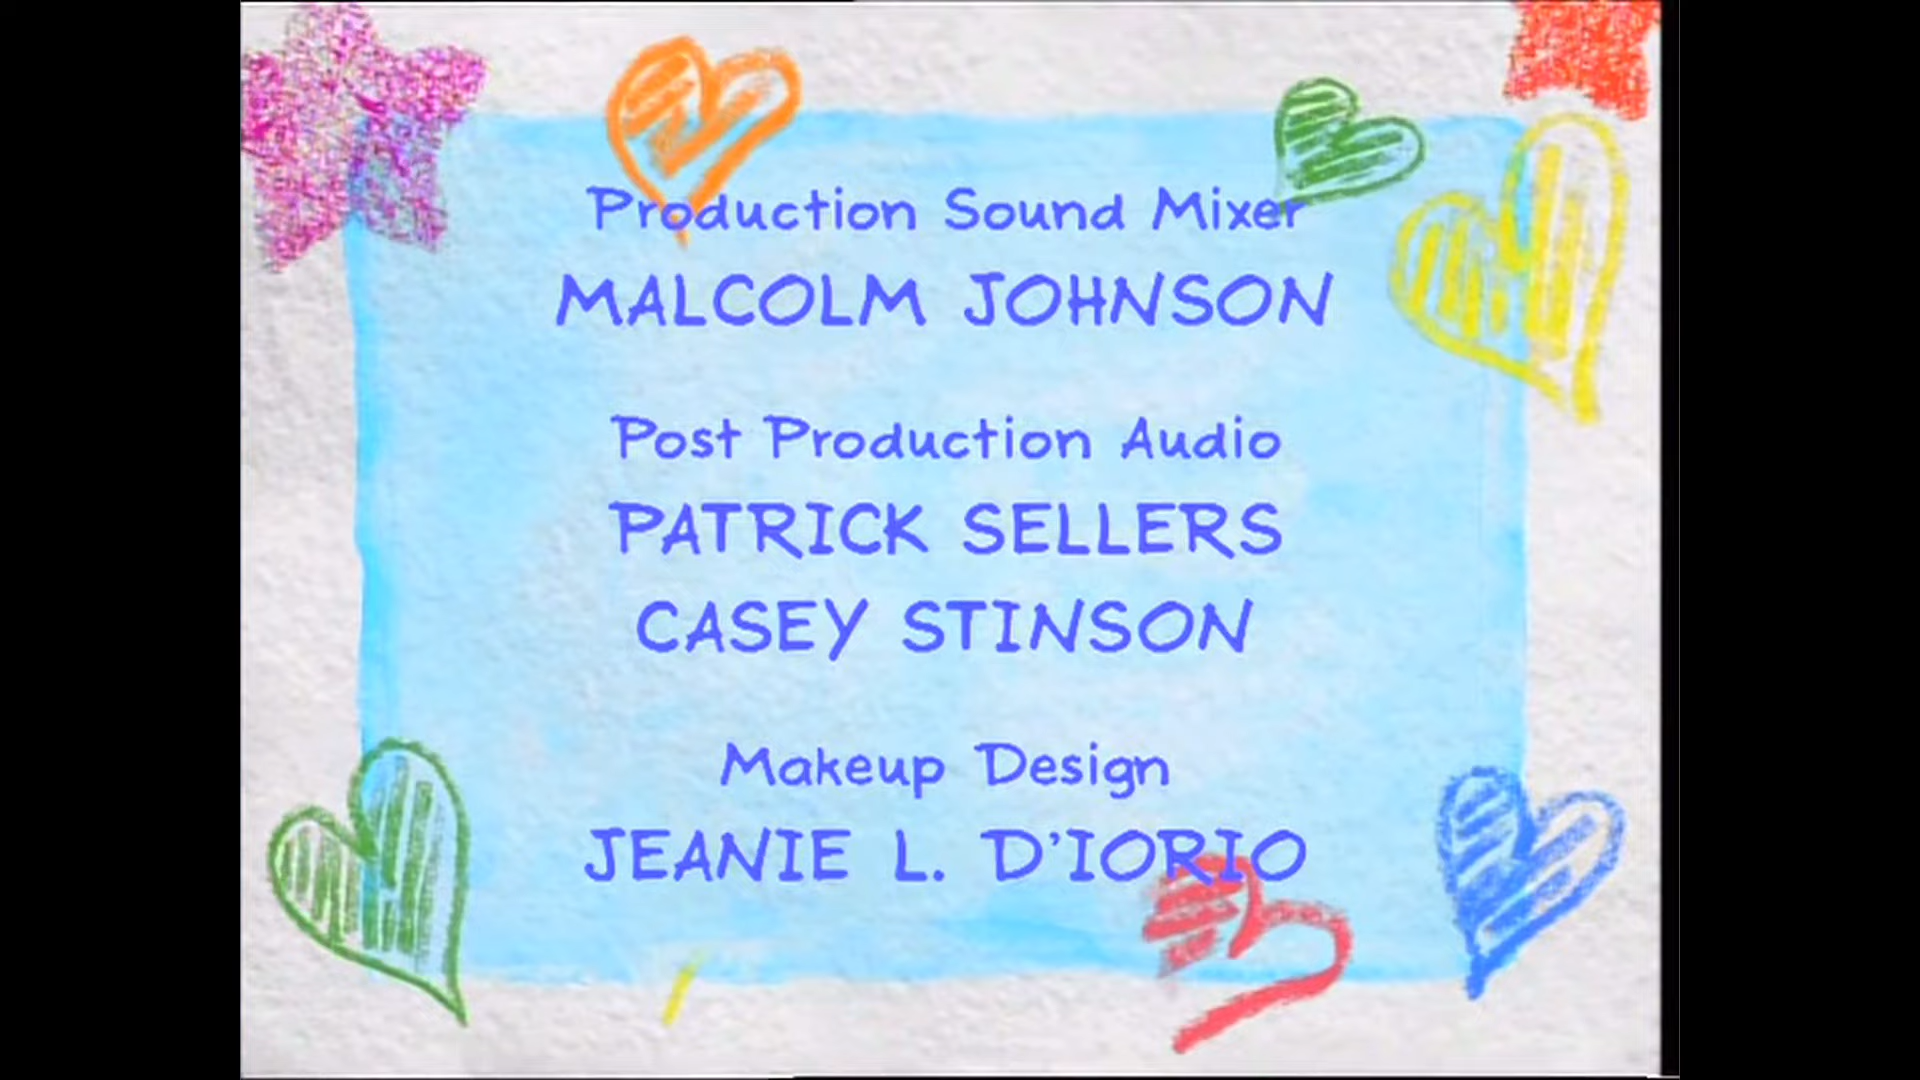 Production Sound Mixer
MALCOLM JOHNSON
Post Production Audio
PATRICK SELLERS
CASEY STINSON
Makeup Design
JEANIE L. D'IORIO